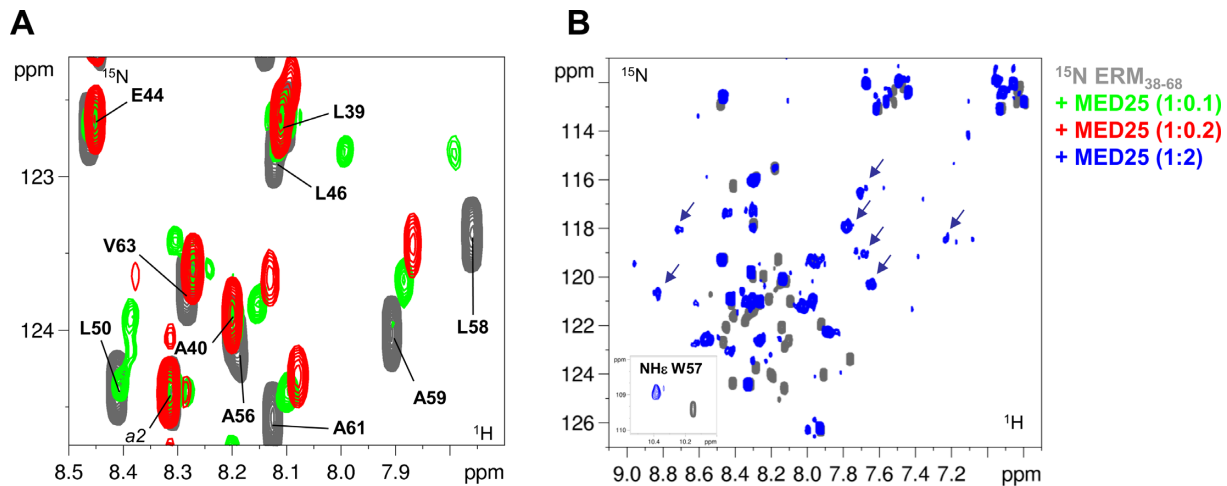 A
ppm
¹⁵N
E44
L39
123
L46
V63
L50
L58
124
A40
A59
a2
A56
A61
¹H
8.5 8.4 8.3 8.2 8.1 8.0 7.9 ppm
B
ppm
¹⁵N
114
116
118
120
122
124
126
ppm
NHε W57
109
110
10.4 10.2 ppm
¹H
9.0 8.8 8.6 8.4 8.2 8.0 7.8 7.6 7.4 7.2 ppm
¹⁵N ERM₃₈₋₆₈
+ MED25 (1:0.1)
+ MED25 (1:0.2)
+ MED25 (1:2)